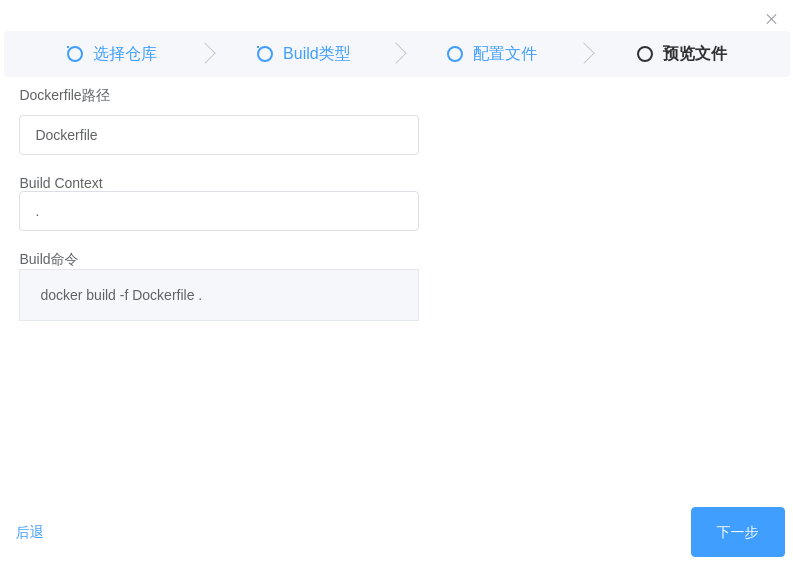 选择仓库 Build类型 配置文件 预览文件
Dockerfile路径
Dockerfile
Build Context
.
Build命令
docker build -f Dockerfile .
后退 下一步